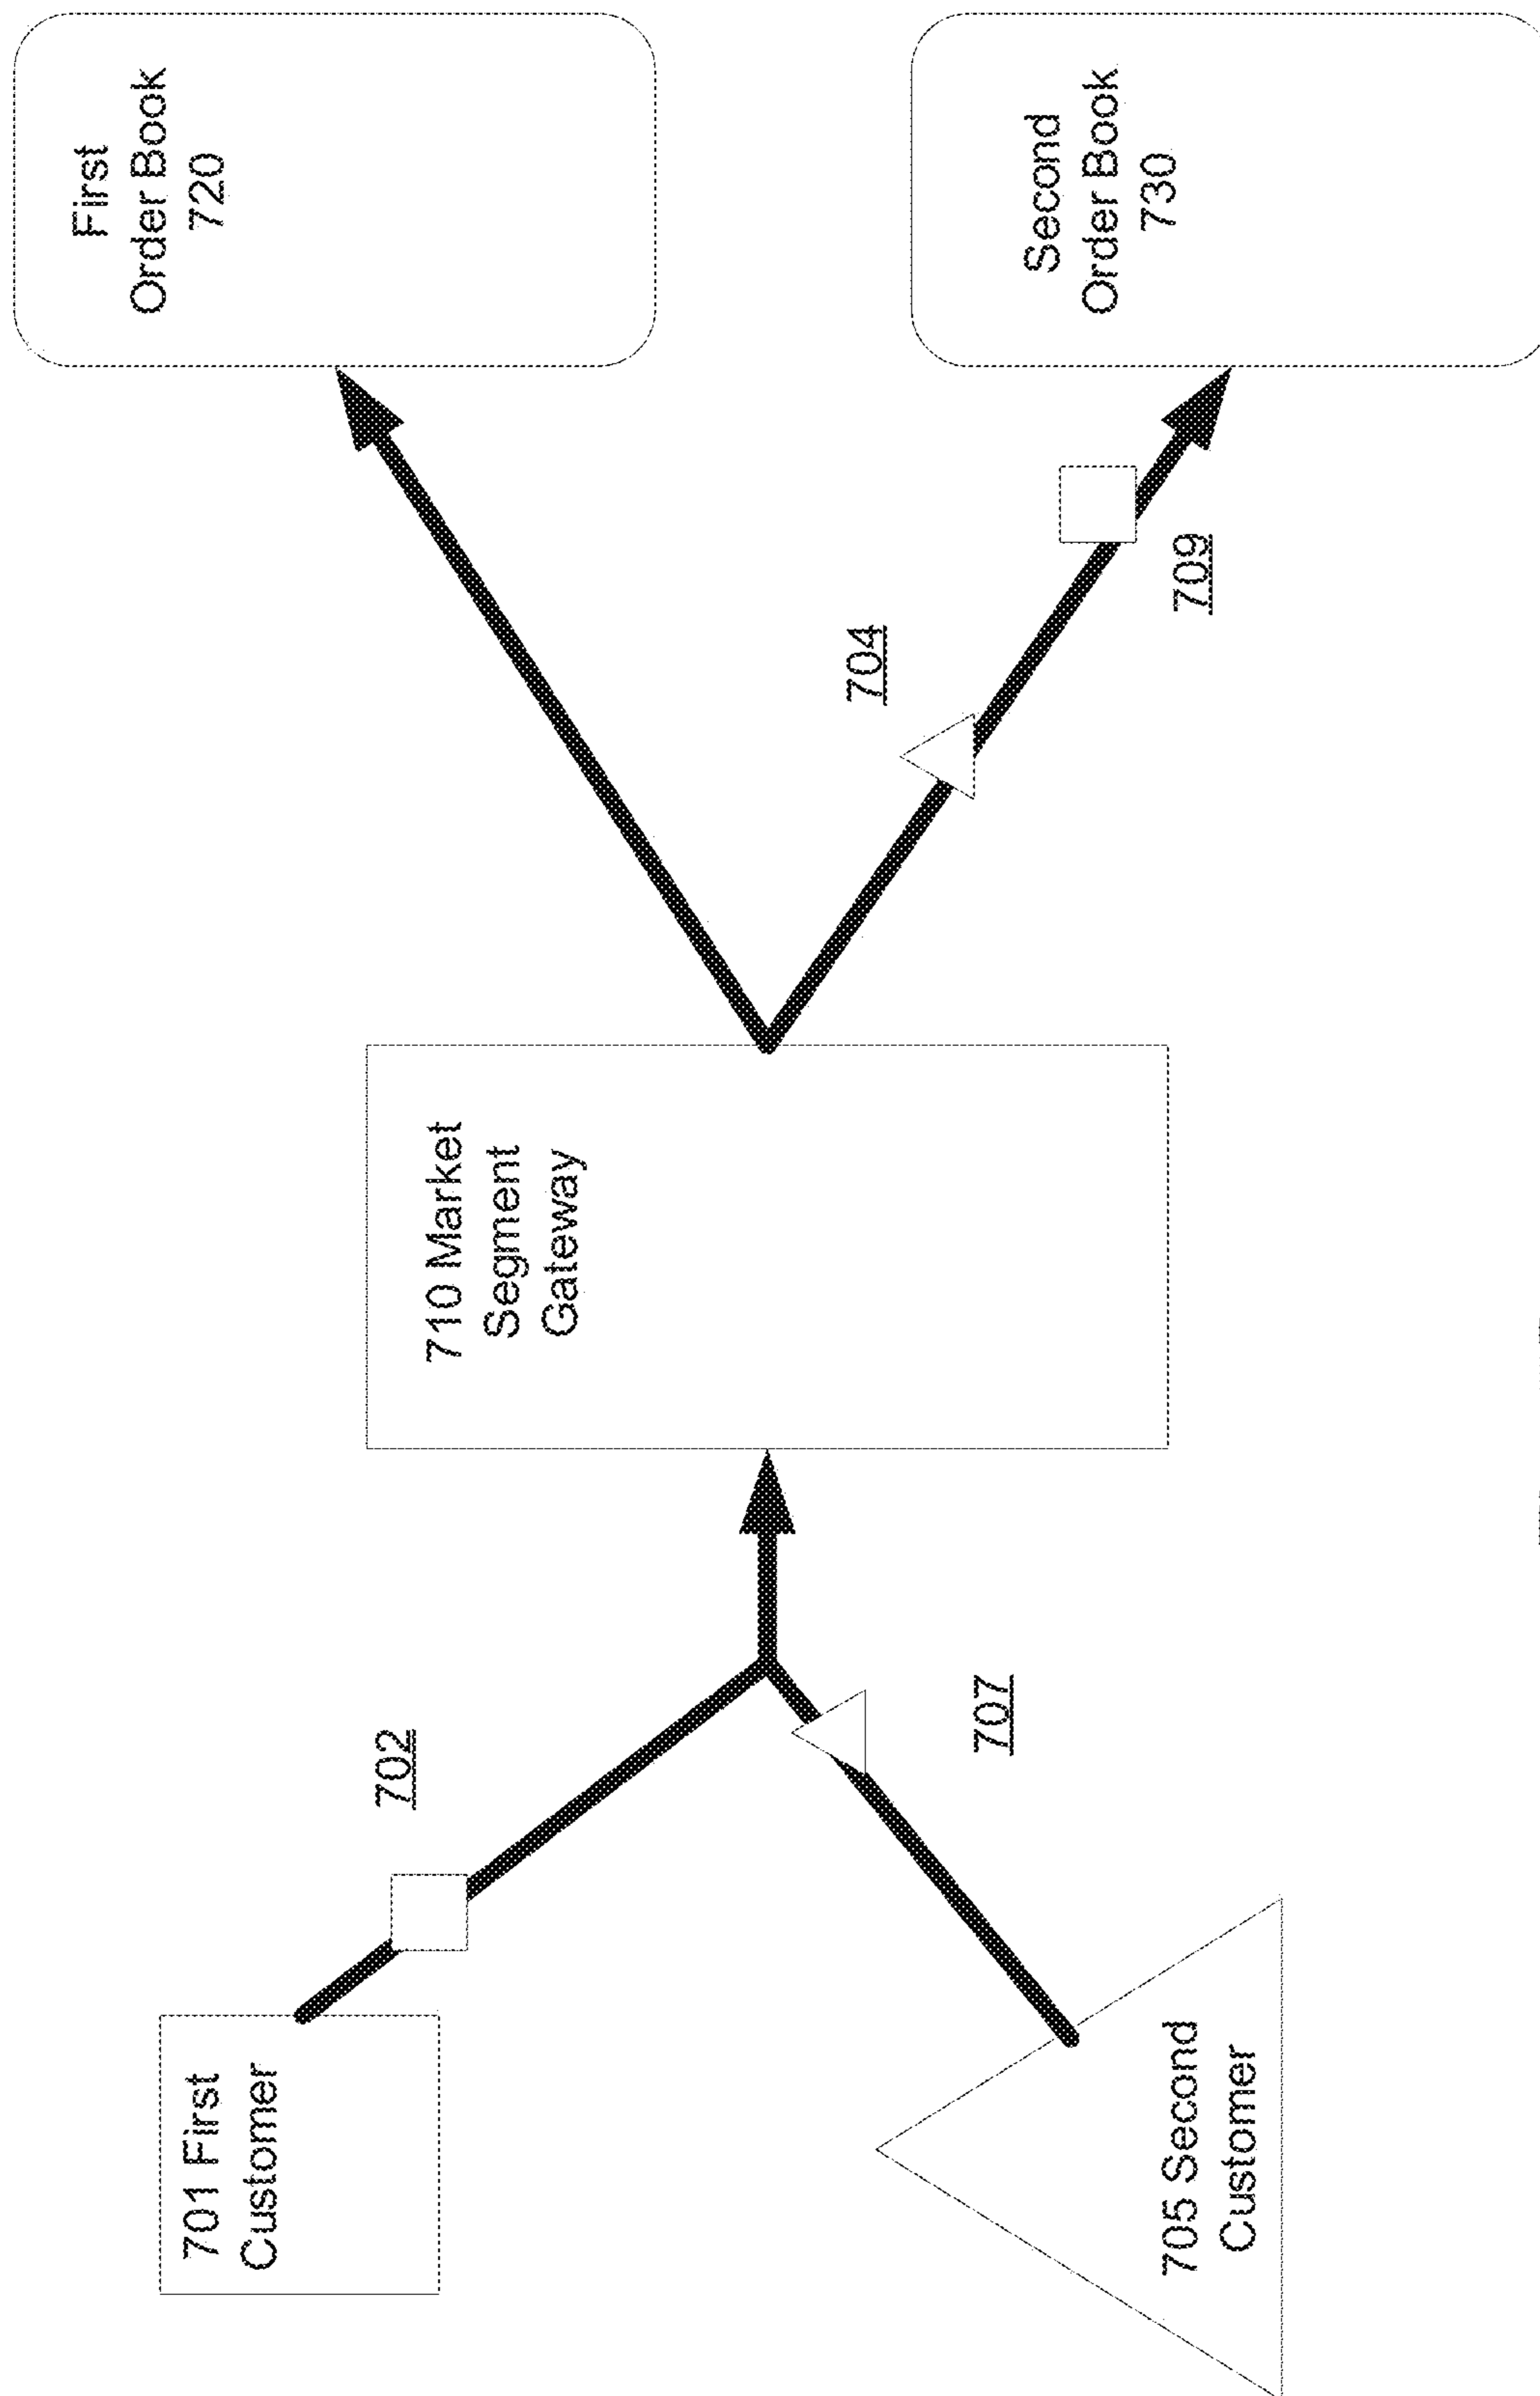 701 First
Customer
702
705 Second
Customer
707
710 Market
Segment
Gateway
704
709
First
Order Book
720
Second
Order Book
730